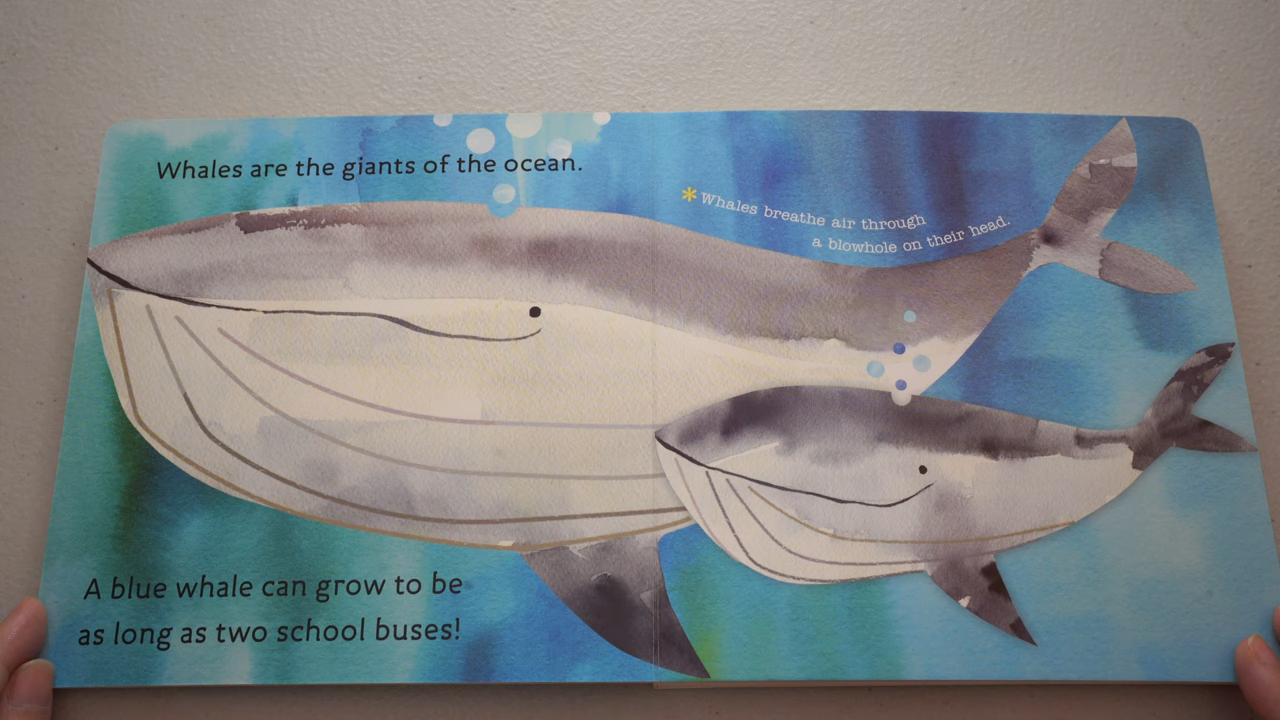 Whales are the giants of the ocean.
*Whales breathe air through
a blowhole on their head.
A blue whale can grow to be
as long as two school buses!